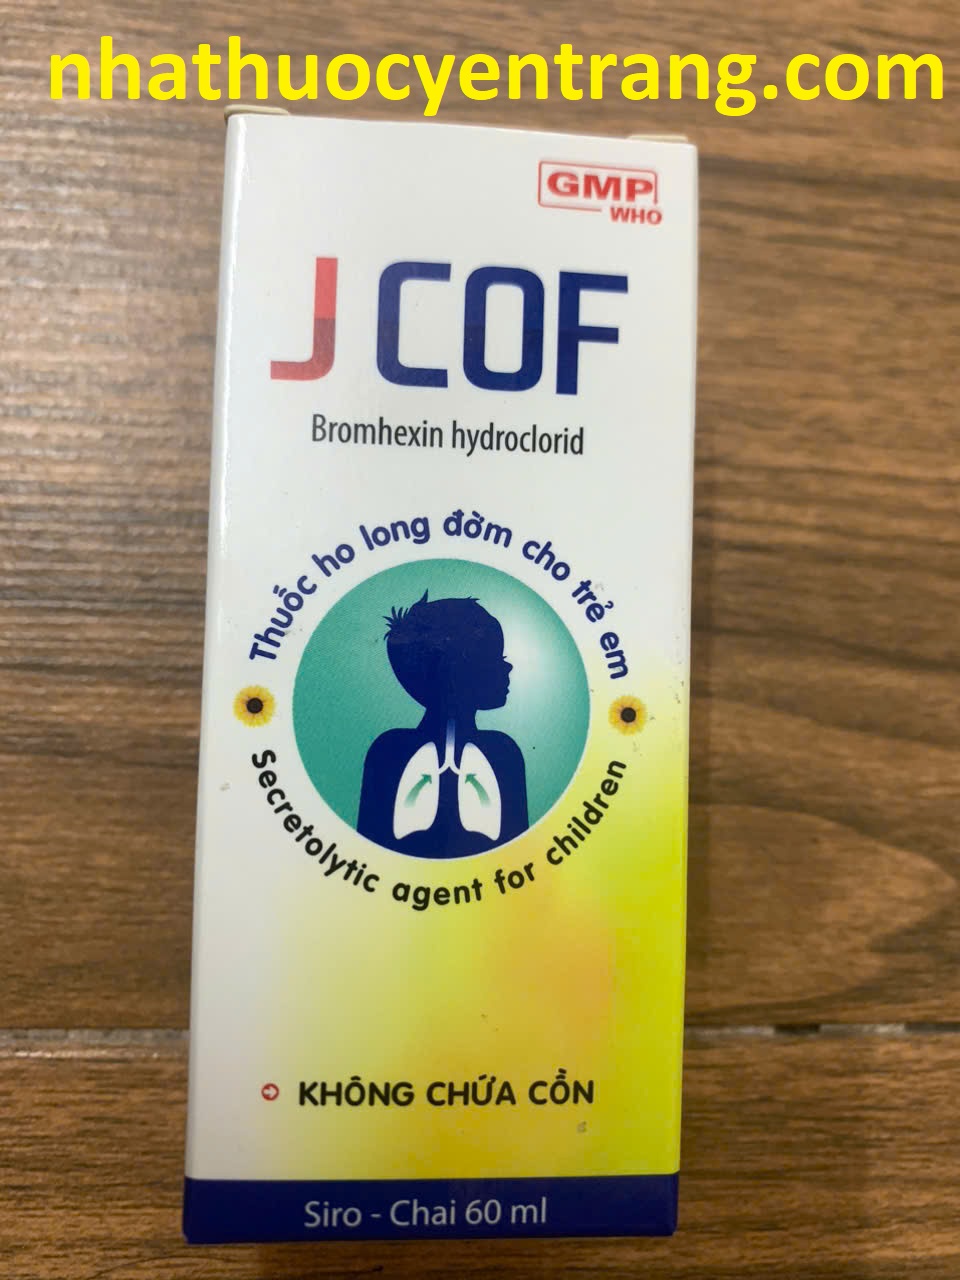 nhathuocyentrang.com
GMP
WHO
J COF
Bromhexin hydroclorid
Thuốc ho long đờm cho trẻ em
Secretolytic agent for children
KHÔNG CHỨA CỒN
Siro - Chai 60 ml